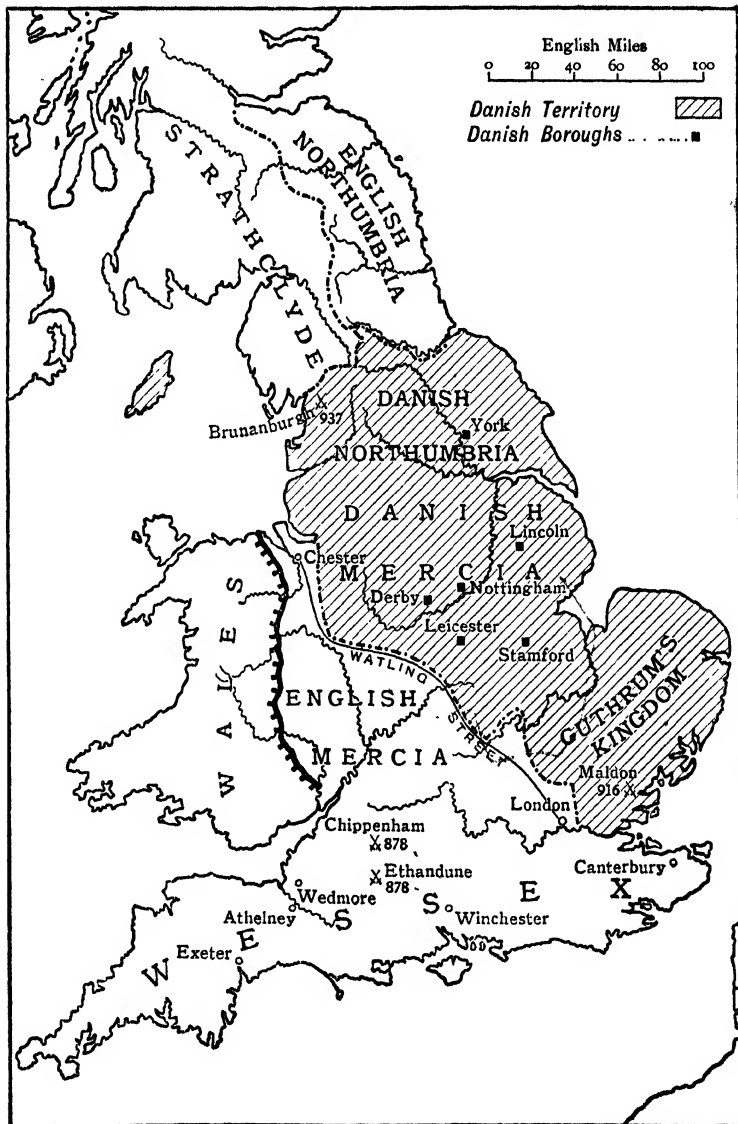 English Miles
0 20 40 60 80 100
Danish Territory
Danish Boroughs
STRATHCLYDE
ENGLISH
NORTHUMBRIA
DANISH
Brunanburgh 937
York
NORTHUMBRIA
DANISH
Lincoln
Chester
MERCIA
Derby
Nottingham
Leicester
Stamford
WALES
WATLING
STREET
ENGLISH
MERCIA
GUTHRUM'S
KINGDOM
Maldon
916
London
Chippenham
878
Ethandune
878
Canterbury
Wedmore
Athelney
Winchester
Exeter
WESSEX